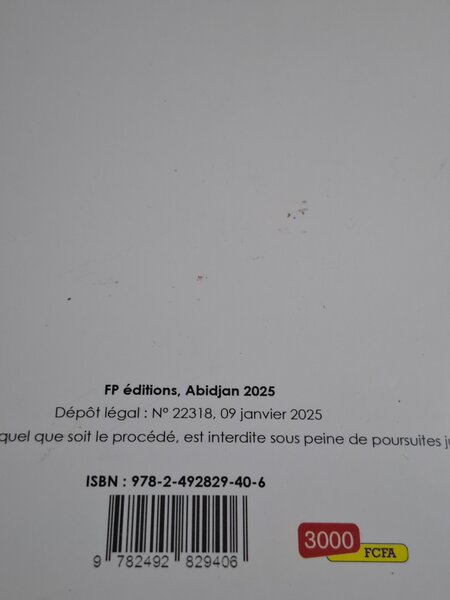 FP éditions, Abidjan 2025
Dépôt légal : N° 22318, 09 janvier 2025
quel que soit le procédé, est interdite sous peine de poursuites
ISBN : 978-2-492829-40-6
9 782492 829406
3000
FCFA